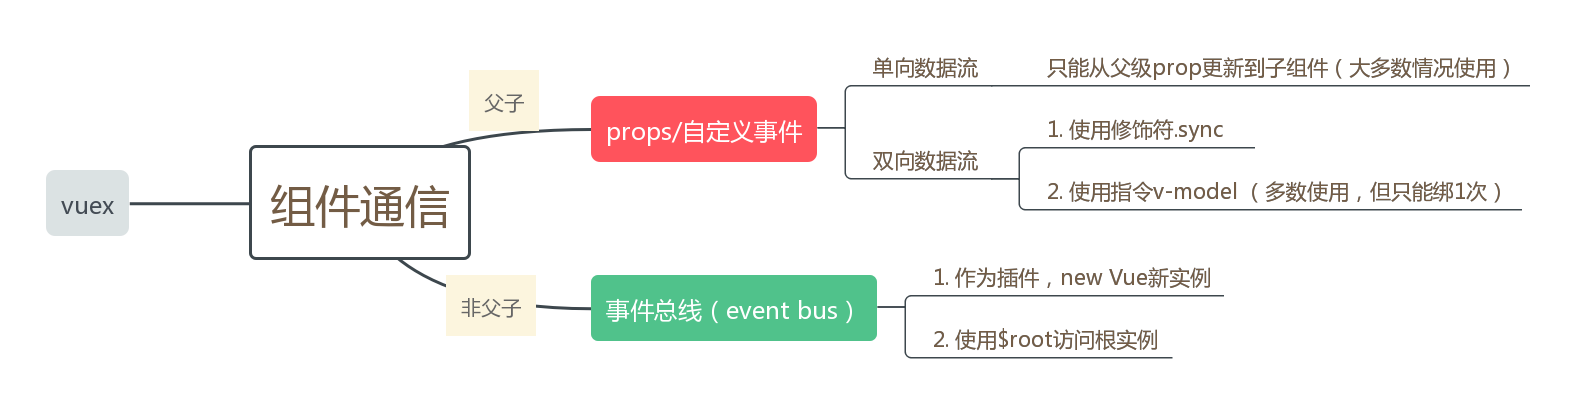 vuex
组件通信
父子
props/自定义事件
单向数据流
只能从父级prop更新到子组件（大多数情况使用）
双向数据流
1. 使用修饰符.sync
2. 使用指令v-model （多数使用，但只能绑1次）
非父子
事件总线（event bus）
1. 作为插件，new Vue新实例
2. 使用$root访问根实例